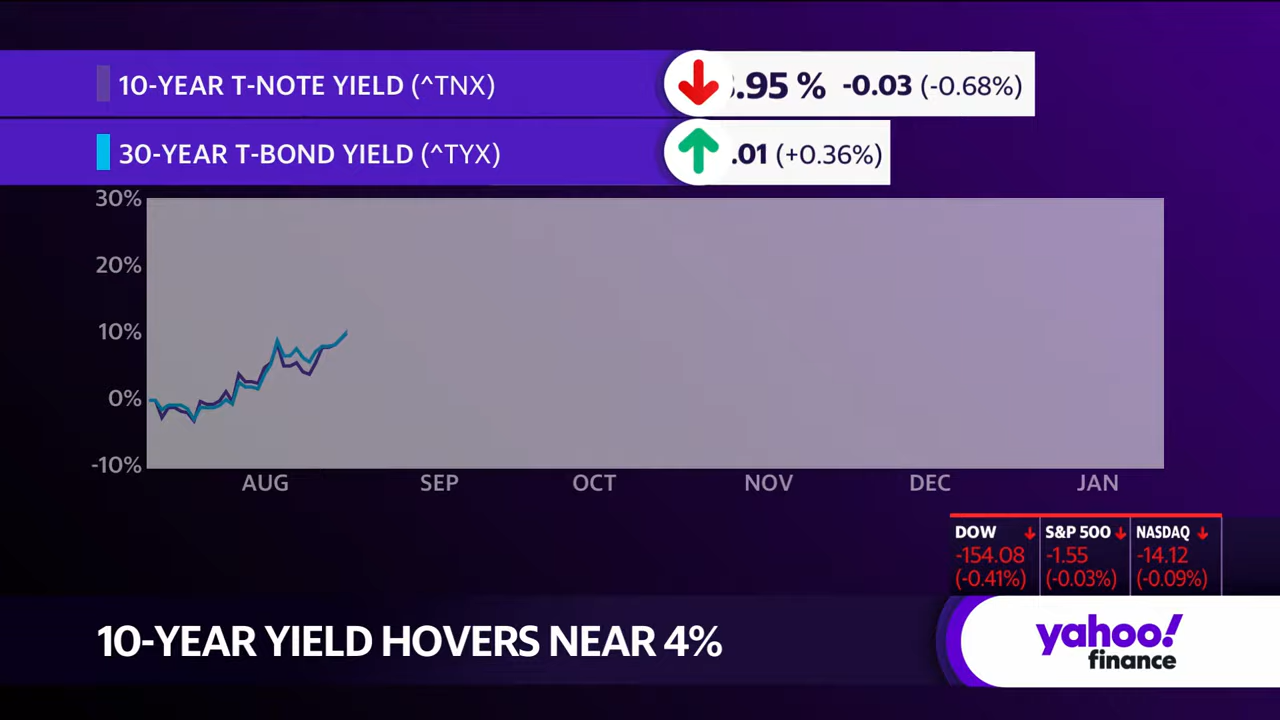 10-YEAR T-NOTE YIELD (^TNX) .95 % -0.03 (-0.68%)
30-YEAR T-BOND YIELD (^TYX) .01 (+0.36%)
30%
20%
10%
0%
-10%
AUG SEP OCT NOV DEC JAN
DOW S&P 500 NASDAQ
-154.08 -1.55 -14.12
(-0.41%) (-0.03%) (-0.09%)
10-YEAR YIELD HOVERS NEAR 4%
yahoo!
finance